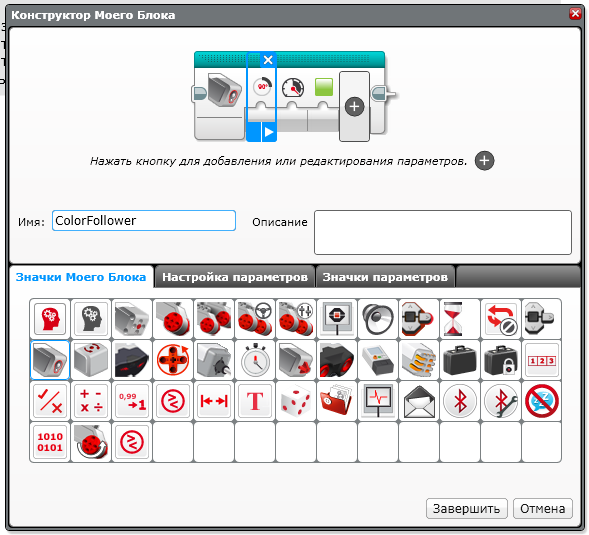 Конструктор Моего Блока
90°
Нажать кнопку для добавления или редактирования параметров.
Имя: ColorFollower Описание
Значки Моего Блока Настройка параметров Значки параметров
1 2 3
0,99
→1
T
1010
0101
Завершить Отмена